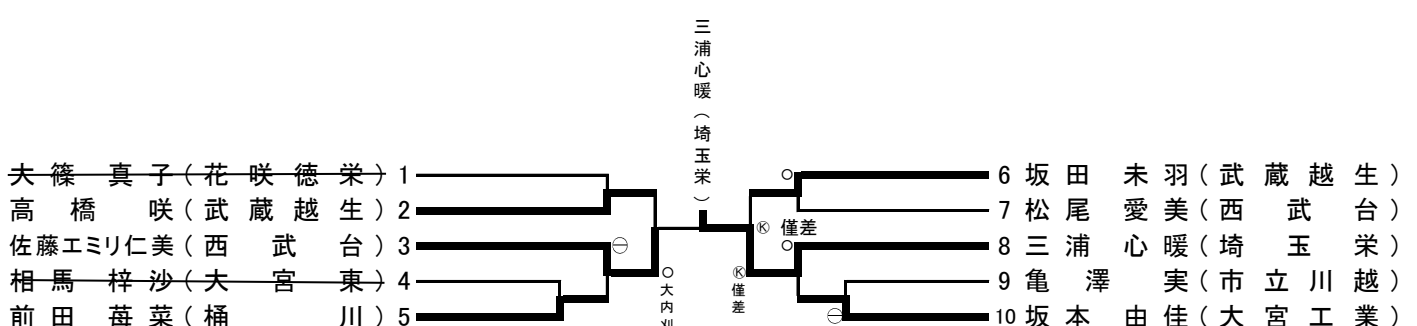 三浦心暖（埼玉栄）
大篠 真子(花咲徳栄) 1
高橋 咲(武蔵越生) 2
佐藤エミリ仁美(西武台) 3
相馬梓沙(大宮東) 4
前田苺菜(桶川) 5
○
大内刈
Ⓚ 僅差
Ⓚ
僅差
○
○
6 坂田 未羽(武蔵越生)
7 松尾愛美(西武台)
8 三浦心暖(埼玉栄)
9 亀澤 実(市立川越)
10 坂本 由佳(大宮工業)